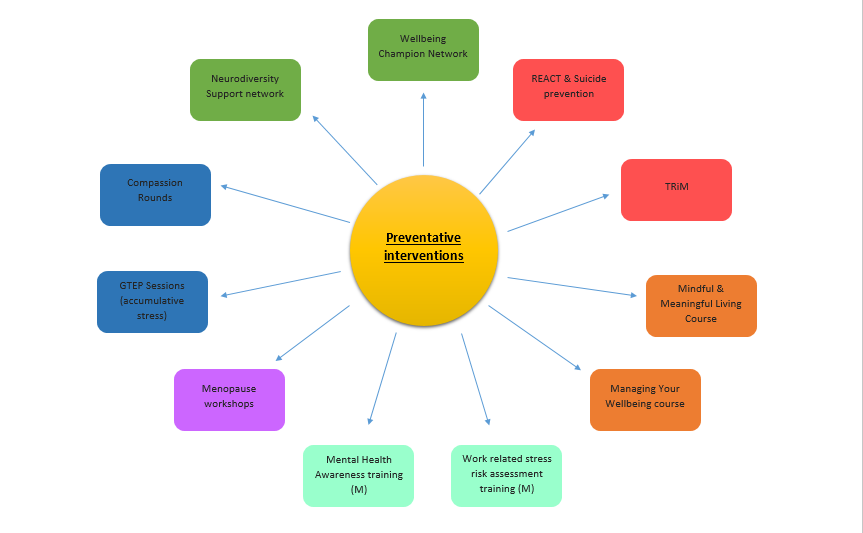 Wellbeing
Champion Network
Neurodiversity
Support network
REACT & Suicide
prevention
Compassion
Rounds
TRiM
Preventative
interventions
GTEP Sessions
(accumulative
stress)
Mindful &
Meaningful Living
Course
Menopause
workshops
Managing Your
Wellbeing course
Mental Health
Awareness training
(M)
Work related stress
risk assessment
training (M)